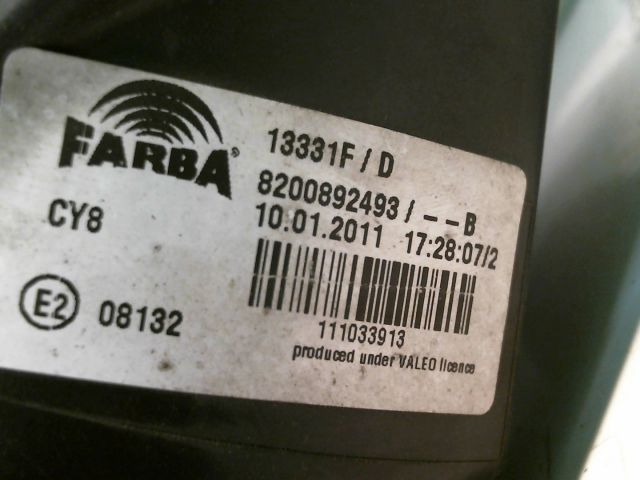 FARBA®
13331F / D
8200892493 / - - B
CY8
10.01.2011 17:28:07/2
E2 08132
111033913
produced under VALEO licence